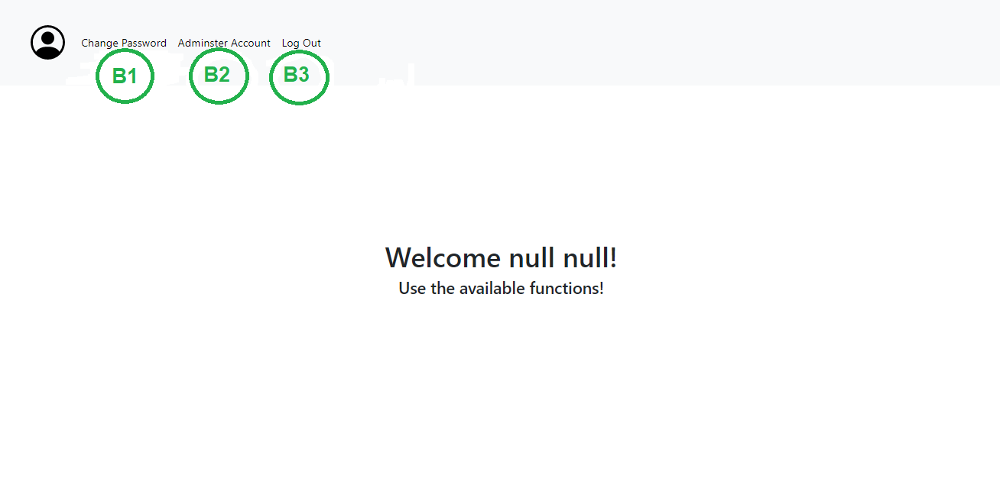 Change Password Adminster Account Log Out
B1 B2 B3
Welcome null null!
Use the available functions!